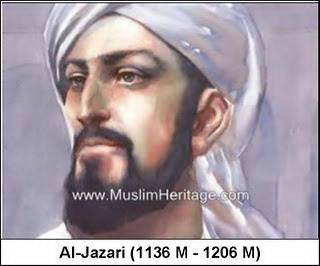 www.MuslimHeritage.com
Al-Jazari (1136 M - 1206 M)